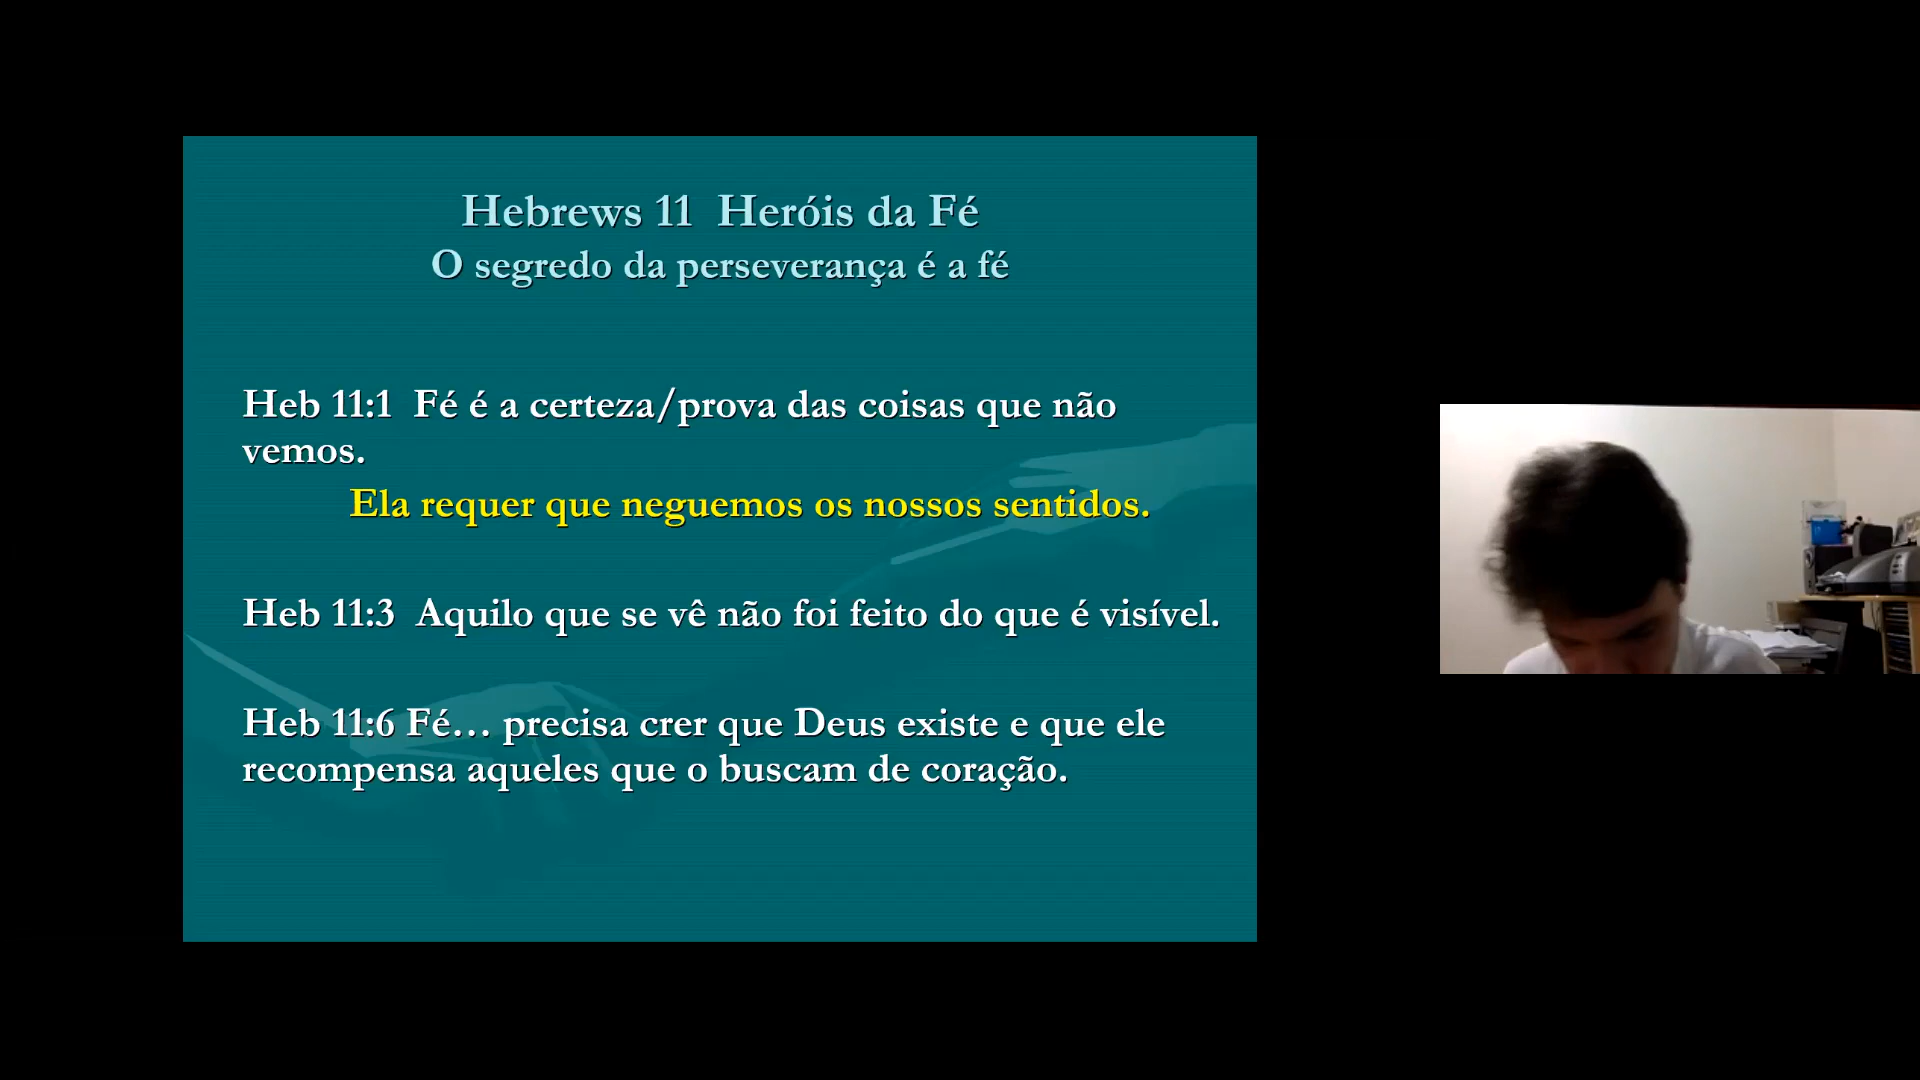 Hebrews 11  Heróis da Fé
O segredo da perseverança é a fé
Heb 11:1  Fé é a certeza/prova das coisas que não
vemos.
Ela requer que neguemos os nossos sentidos.
Heb 11:3  Aquilo que se vê não foi feito do que é visível.
Heb 11:6 Fé… precisa crer que Deus existe e que ele
recompensa aqueles que o buscam de coração.